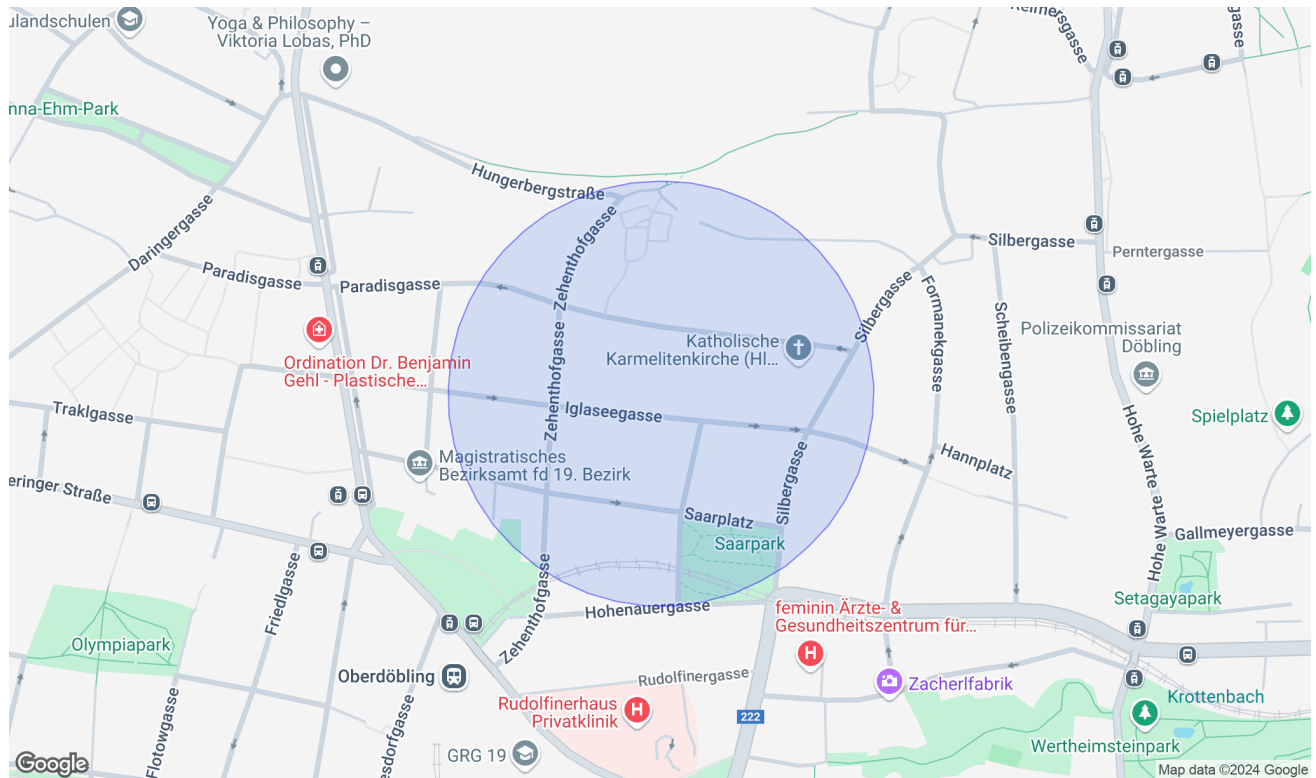 ulandschulen
Yoga & Philosophy –
Viktoria Lobas, PhD
nna-Ehm-Park
Hungerbergstraße
Daringergasse
Zehenthofgasse
Silbergasse
Perntergasse
Paradisgasse
Paradisgasse
Silbergasse
Formanekgasse
Scheibengasse
Katholische
Karmelitenkirche (Hl...
Polizeikommissariat
Döbling
Ordination Dr. Benjamin
Gehl - Plastische...
Zehenthofgasse
Iglaseegasse
Traklgasse
Spielplatz
Hohe Warte
Hannplatz
Magistratisches
Bezirksamt fd 19. Bezirk
eringer Straße
Silbergasse
Saarplatz
Saarpark
Gallmeyergasse
Hohe Warte
Friedlgasse
Zehenthofgasse
Hohenauergasse
feminin Ärzte- &
Gesundheitszentrum für...
Setagayapark
Olympiapark
Oberdöbling
Rudolfinergasse
Zacherlfabrik
Krottenbach
Rudolfinerhaus
Privatklinik
222
Flotowgasse
esdorfgasse
GRG 19
Wertheimsteinpark
Google
Map data ©2024 Google